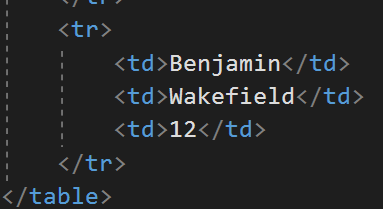 </tr>
<tr>
<td>Benjamin</td>
<td>Wakefield</td>
<td>12</td>
</tr>
</table>